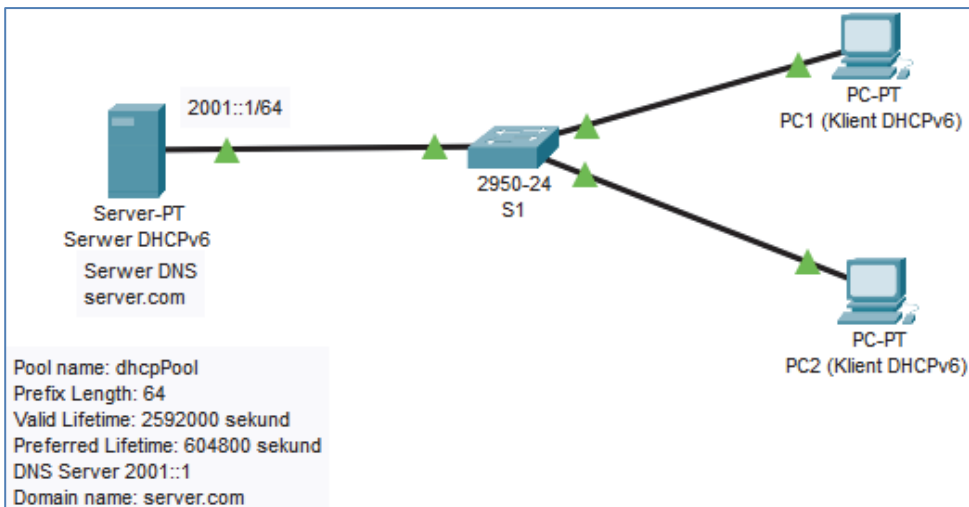 2001::1/64
Server-PT
Serwer DHCPv6
Serwer DNS
server.com
2950-24
S1
PC-PT
PC1 (Klient DHCPv6)
PC-PT
PC2 (Klient DHCPv6)
Pool name: dhcpPool
Prefix Length: 64
Valid Lifetime: 2592000 sekund
Preferred Lifetime: 604800 sekund
DNS Server 2001::1
Domain name: server.com